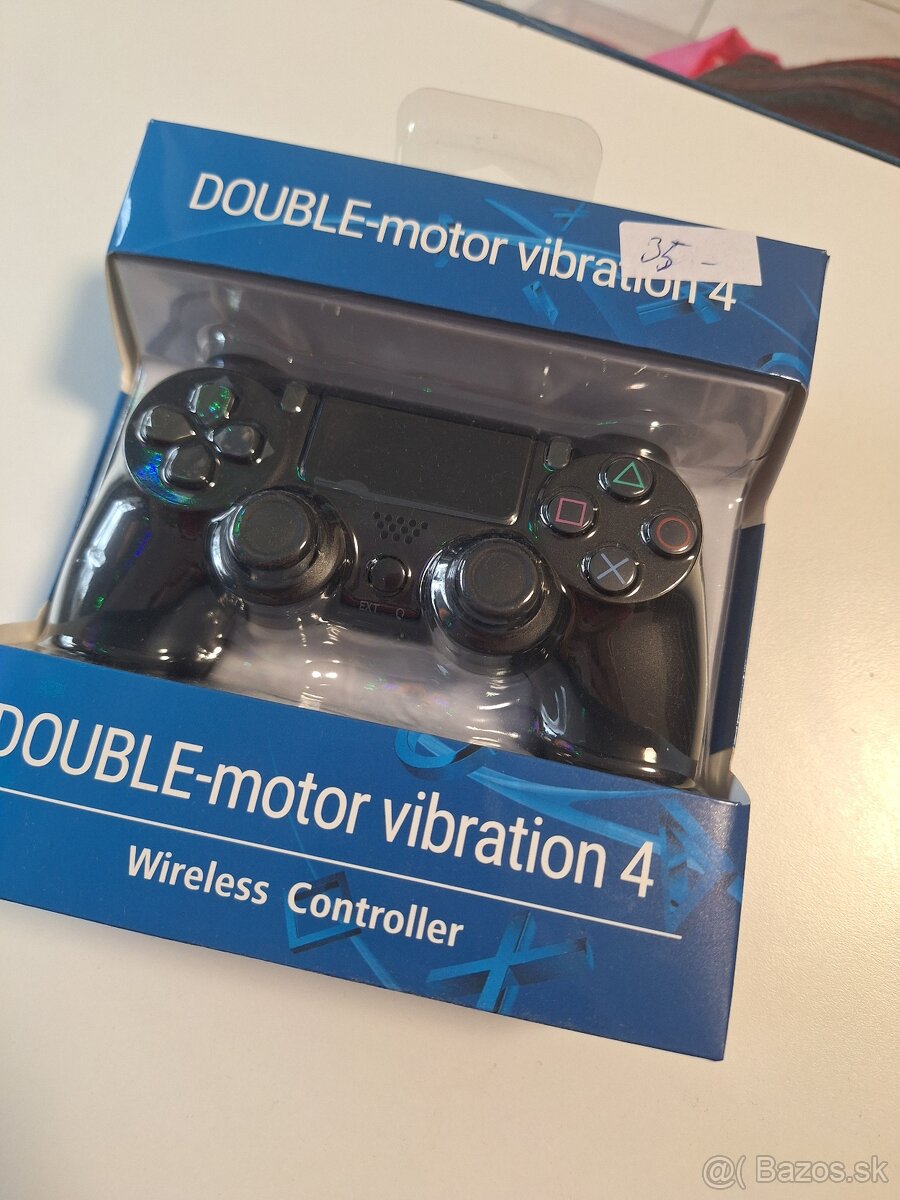 DOUBLE-motor vibration 4
35 -
EXT
DOUBLE-motor vibration 4
Wireless Controller
@( Bazos.sk